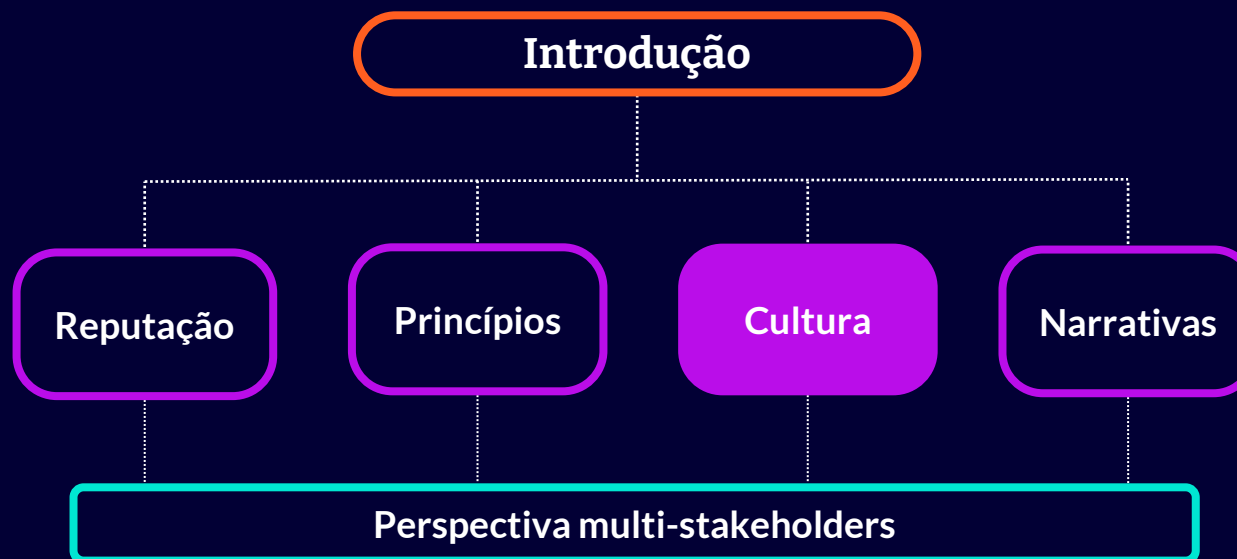 Introdução
Reputação
Princípios
Cultura
Narrativas
Perspectiva multi-stakeholders